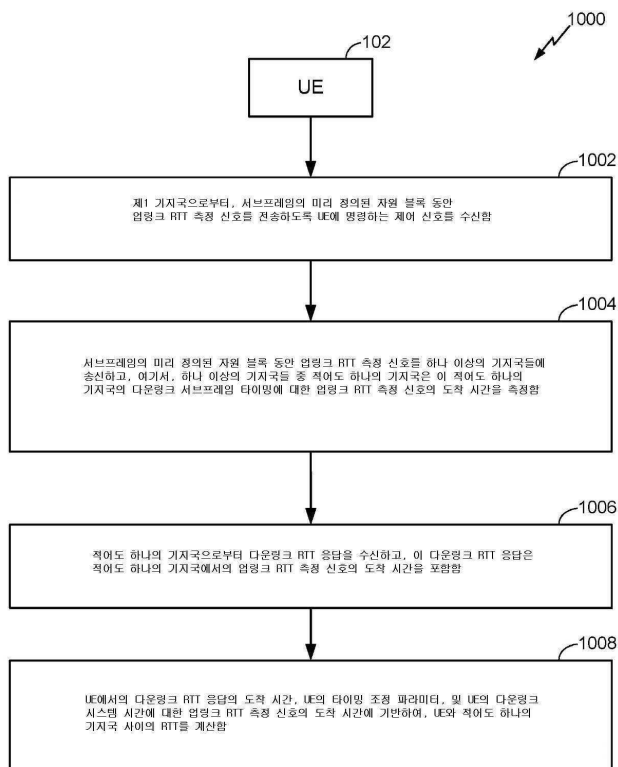 1000
102
UE
1002
제1 기지국으로부터, 서브프레임의 미리 정의된 자원 블록 동안
업링크 RTT 측정 신호를 전송하도록 UE에 명령하는 제어 신호를 수신함
1004
서브프레임의 미리 정의된 자원 블록 동안 업링크 RTT 측정 신호를 하나 이상의 기지국들에
송신하고, 여기서, 하나 이상의 기지국들 중 적어도 하나의 기지국은 이 적어도 하나의
기지국의 다운링크 서브프레임 타이밍에 대한 업링크 RTT 측정 신호의 도착 시간을 측정함
1006
적어도 하나의 기지국으로부터 다운링크 RTT 응답을 수신하고, 이 다운링크 RTT 응답은
적어도 하나의 기지국에서의 업링크 RTT 측정 신호의 도착 시간을 포함함
1008
UE에서의 다운링크 RTT 응답의 도착 시간, UE의 타이밍 조정 파라미터, 및 UE의 다운링크
시스템 시간에 대한 업링크 RTT 측정 신호의 도착 시간에 기반하여, UE와 적어도 하나의
기지국 사이의 RTT를 계산함